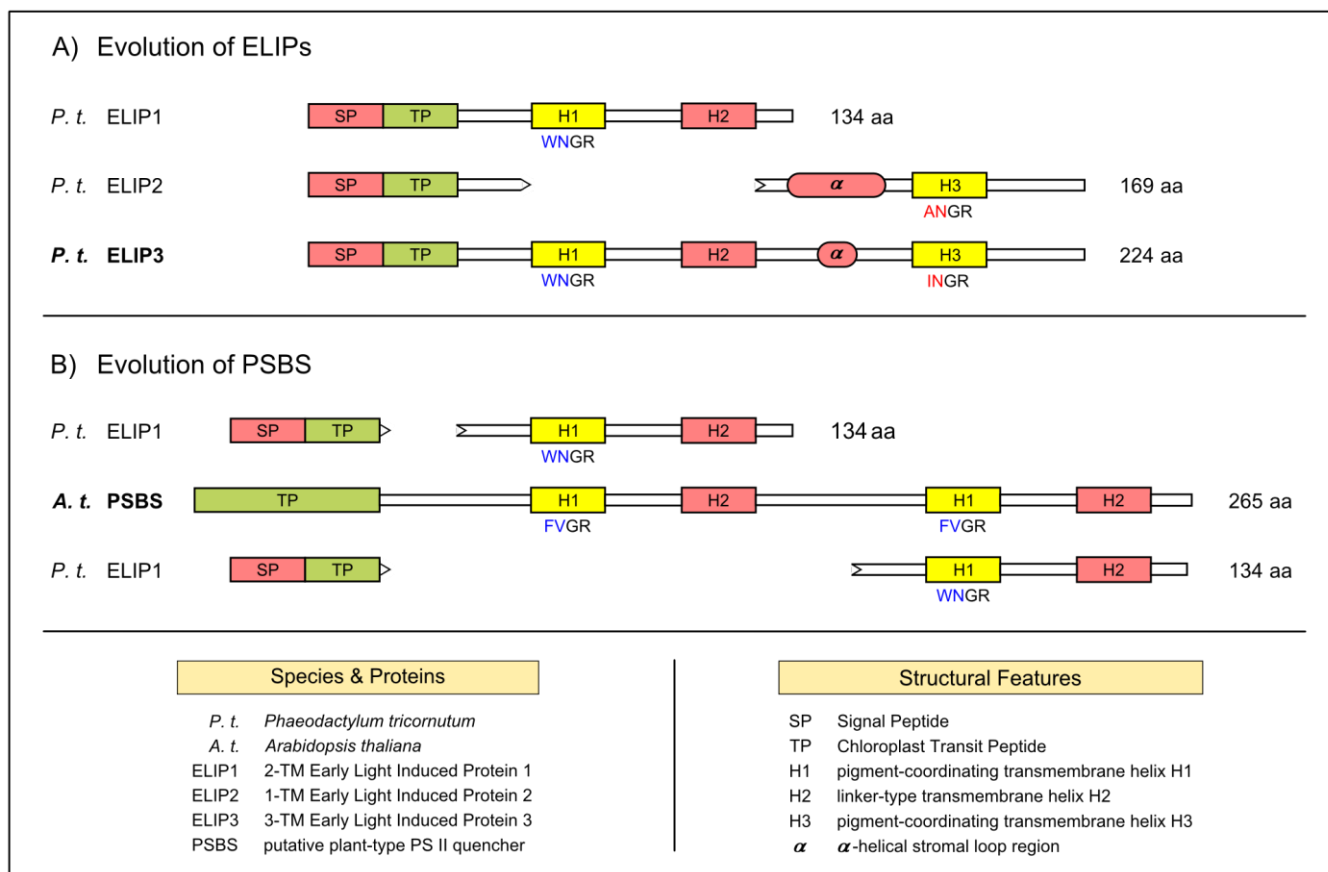 A) Evolution of ELIPs
P. t. ELIP1 SP TP H1 H2 134 aa
WNGR
P. t. ELIP2 SP TP α H3 169 aa
ANGR
P. t. ELIP3 SP TP H1 H2 α H3 224 aa
WNGR INGR
B) Evolution of PSBS
P. t. ELIP1 SP TP H1 H2 134 aa
WNGR
A. t. PSBS TP H1 H2 H1 H2 265 aa
FVGR FVGR
P. t. ELIP1 SP TP H1 H2 134 aa
WNGR
Species & Proteins
P. t. Phaeodactylum tricornutum
A. t. Arabidopsis thaliana
ELIP1 2-TM Early Light Induced Protein 1
ELIP2 1-TM Early Light Induced Protein 2
ELIP3 3-TM Early Light Induced Protein 3
PSBS putative plant-type PS II quencher
Structural Features
SP Signal Peptide
TP Chloroplast Transit Peptide
H1 pigment-coordinating transmembrane helix H1
H2 linker-type transmembrane helix H2
H3 pigment-coordinating transmembrane helix H3
α α-helical stromal loop region